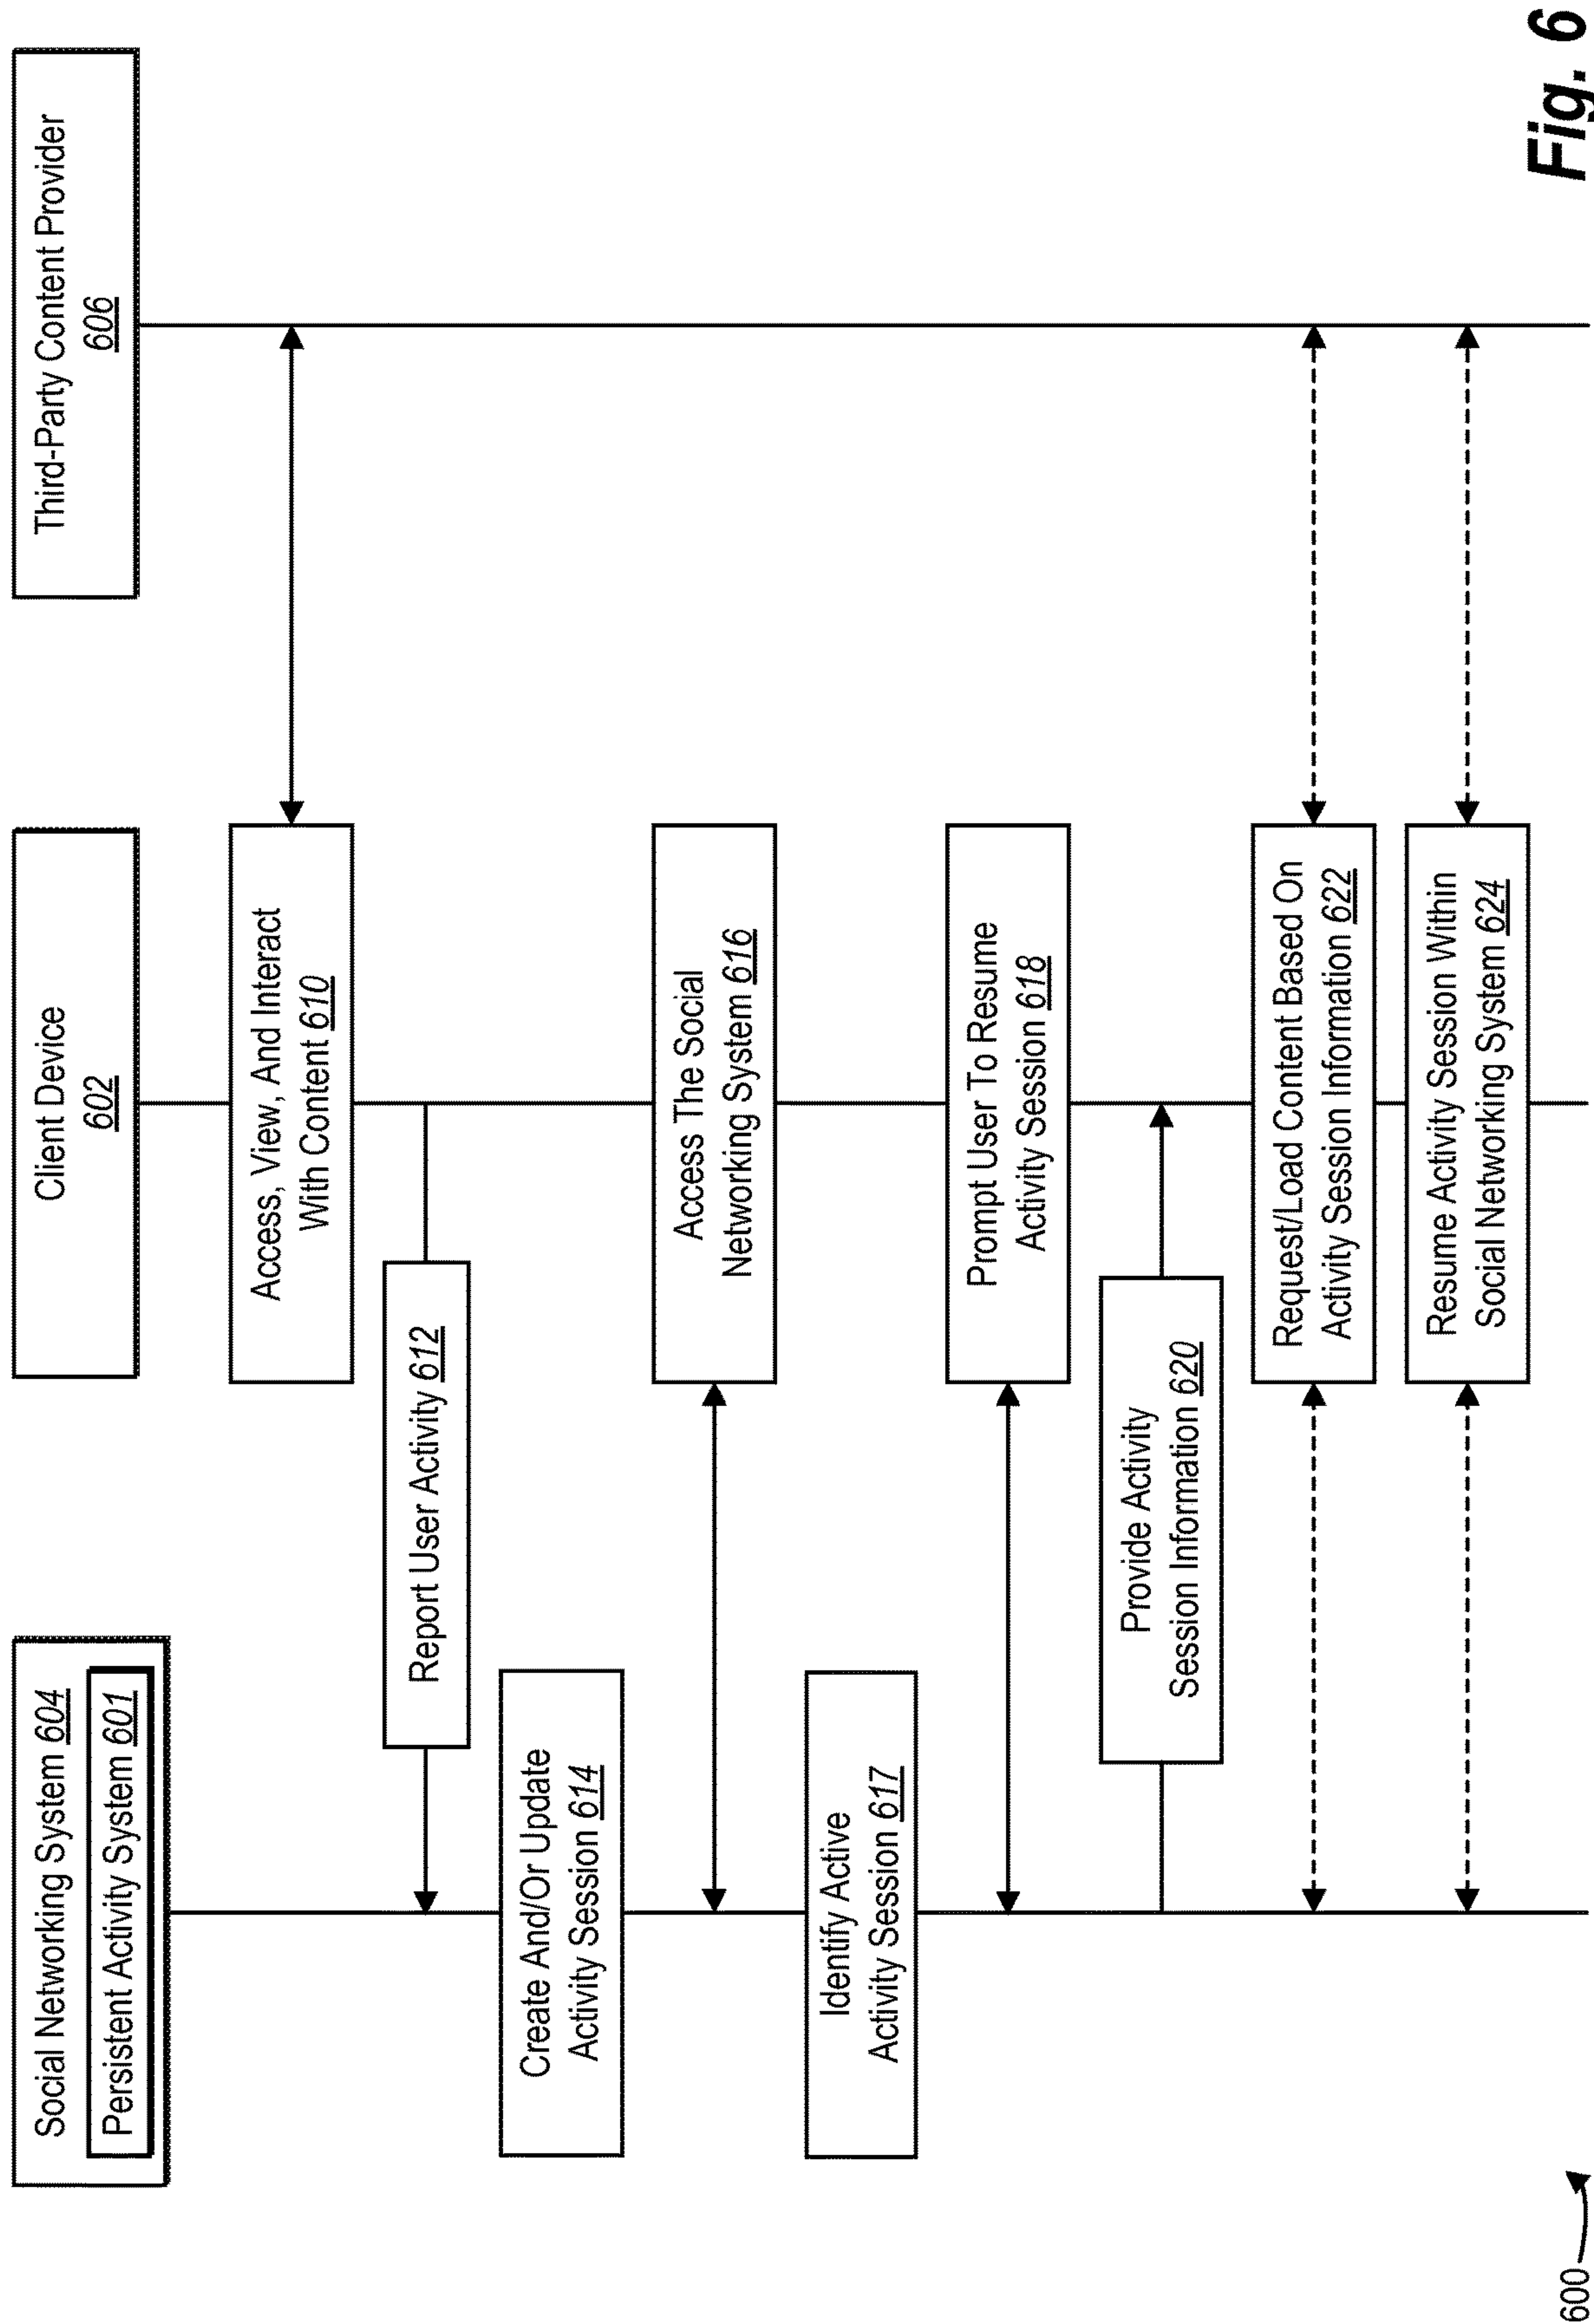 Social Networking System 604
Persistent Activity System 601
Client Device
602
Third-Party Content Provider
606
Access, View, And Interact
With Content 610
Report User Activity 612
Create And/Or Update
Activity Session 614
Access The Social
Networking System 616
Identify Active
Activity Session 617
Prompt User To Resume
Activity Session 618
Provide Activity
Session Information 620
Request/Load Content Based On
Activity Session Information 622
Resume Activity Session Within
Social Networking System 624
600
Fig. 6